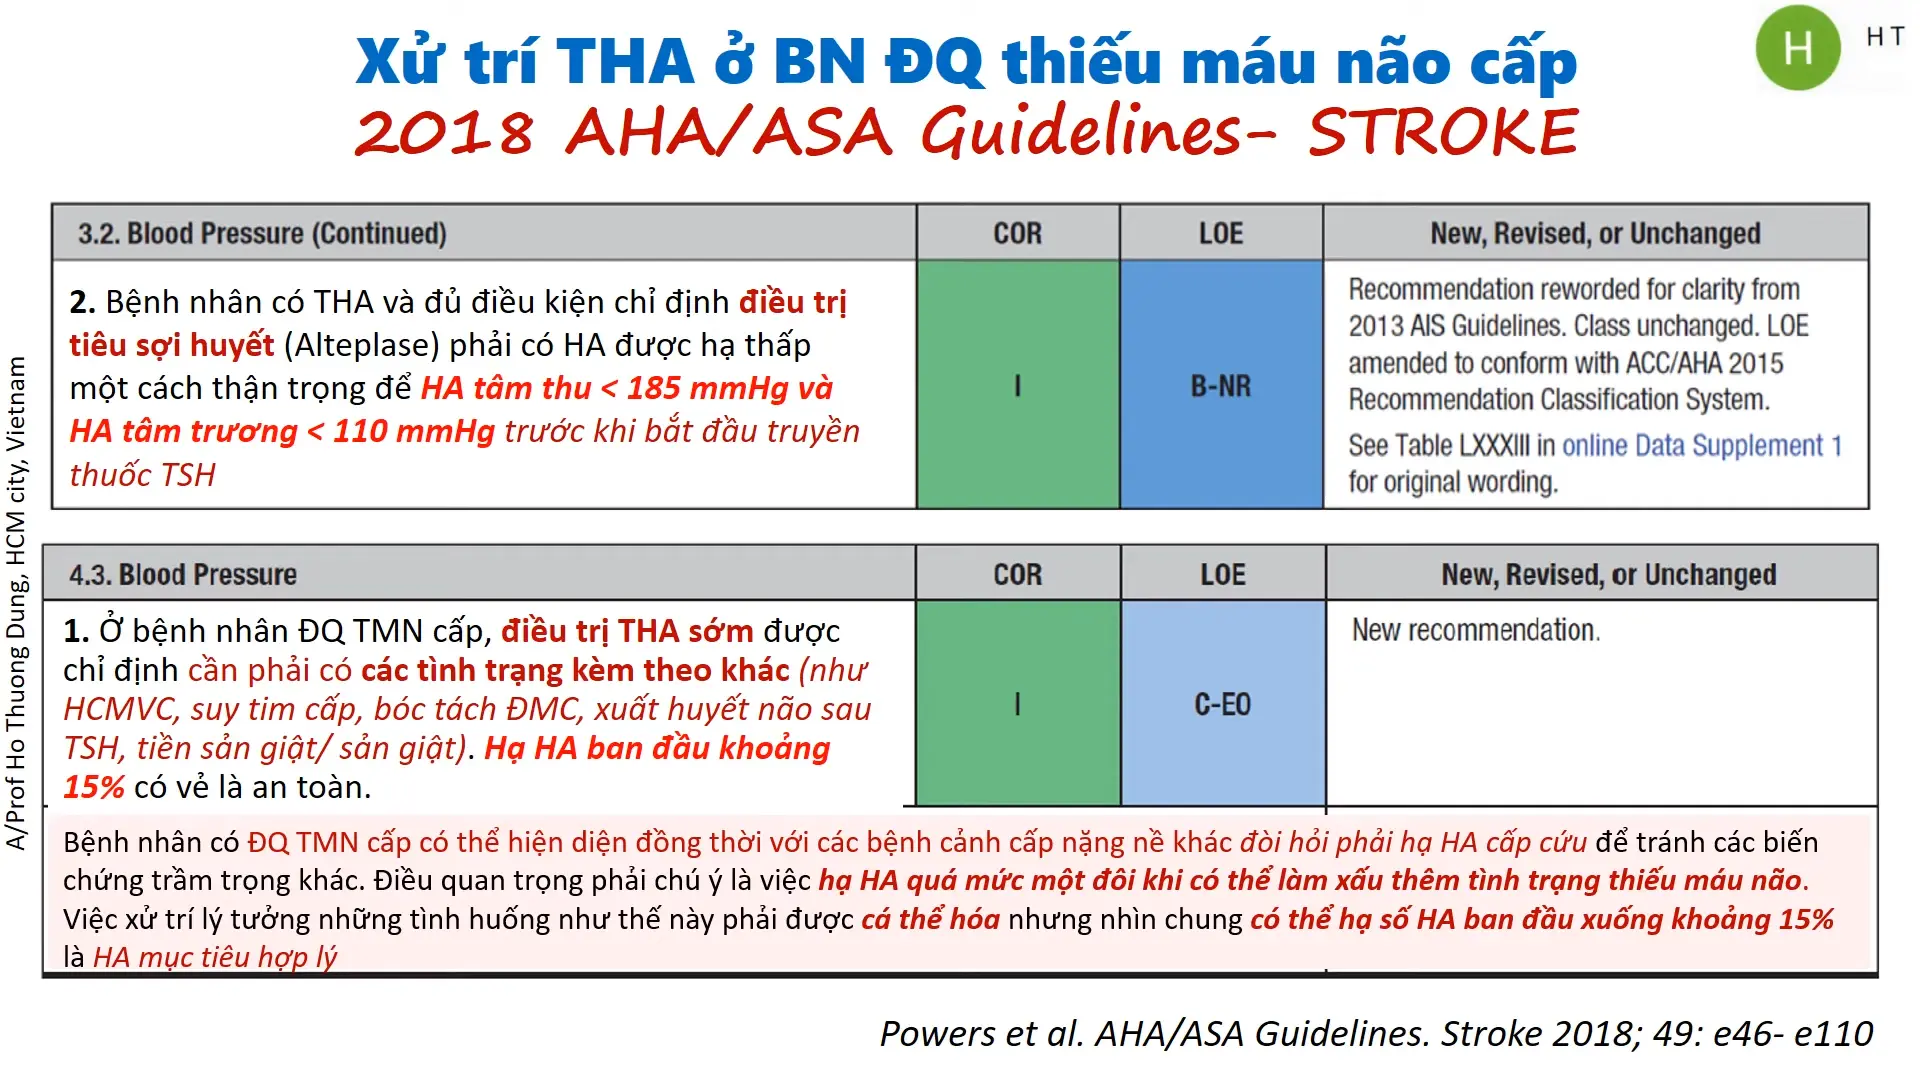 Xử trí THA ở BN ĐQ thiếu máu não cấp
2018 AHA/ASA Guidelines- STROKE
H
H T
3.2. Blood Pressure (Continued)
COR
LOE
New, Revised, or Unchanged
2. Bệnh nhân có THA và đủ điều kiện chỉ định điều trị
tiêu sợi huyết (Alteplase) phải có HA được hạ thấp
một cách thận trọng để HA tâm thu < 185 mmHg và
HA tâm trương < 110 mmHg trước khi bắt đầu truyền
thuốc TSH
I
B-NR
Recommendation reworded for clarity from
2013 AIS Guidelines. Class unchanged. LOE
amended to conform with ACC/AHA 2015
Recommendation Classification System.
See Table LXXXIII in online Data Supplement 1
for original wording.
4.3. Blood Pressure
COR
LOE
New, Revised, or Unchanged
1. Ở bệnh nhân ĐQ TMN cấp, điều trị THA sớm được
chỉ định cần phải có các tình trạng kèm theo khác (như
HCMVC, suy tim cấp, bóc tách ĐMC, xuất huyết não sau
TSH, tiền sản giật/ sản giật). Hạ HA ban đầu khoảng
15% có vẻ là an toàn.
I
C-EO
New recommendation.
Bệnh nhân có ĐQ TMN cấp có thể hiện diện đồng thời với các bệnh cảnh cấp nặng nề khác đòi hỏi phải hạ HA cấp cứu để tránh các biến
chứng trầm trọng khác. Điều quan trọng phải chú ý là việc hạ HA quá mức một đôi khi có thể làm xấu thêm tình trạng thiếu máu não.
Việc xử trí lý tưởng những tình huống như thế này phải được cá thể hóa nhưng nhìn chung có thể hạ số HA ban đầu xuống khoảng 15%
là HA mục tiêu hợp lý
A/Prof Ho Thuong Dung, HCM city, Vietnam
Powers et al. AHA/ASA Guidelines. Stroke 2018; 49: e46- e110